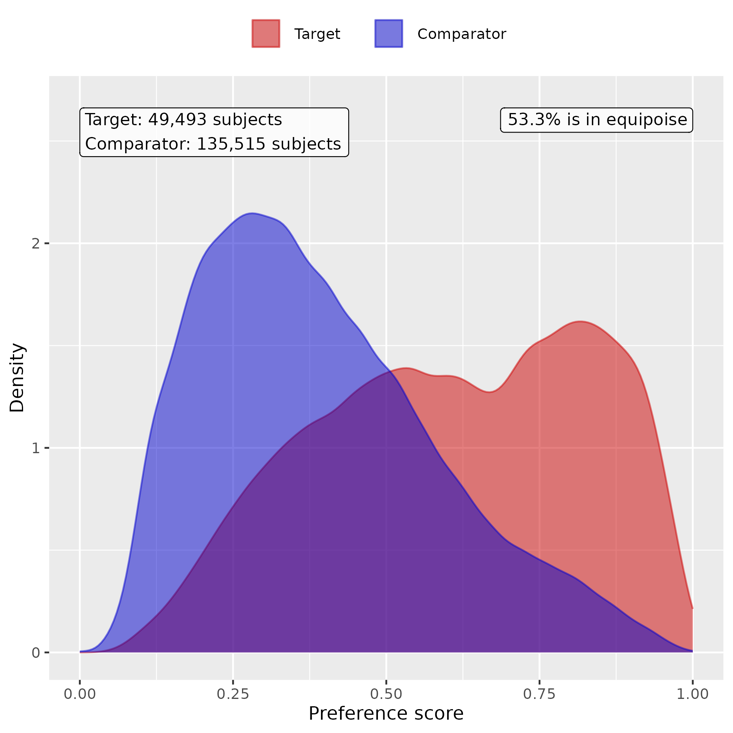 Target Comparator
Target: 49,493 subjects
Comparator: 135,515 subjects
53.3% is in equipoise
Density
2
1
0
0.00 0.25 0.50 0.75 1.00
Preference score